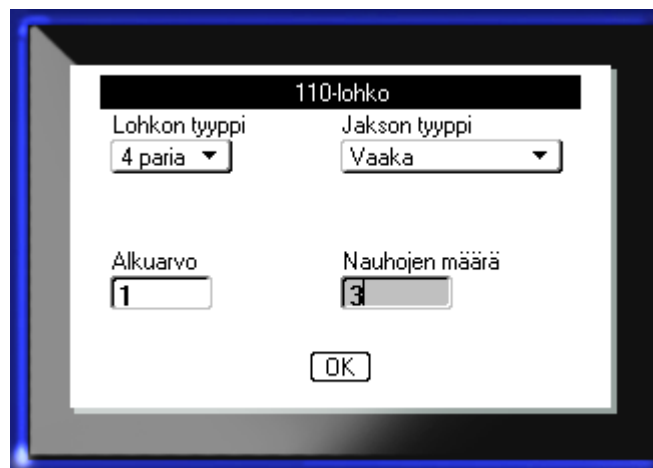 110-lohko
Lohkon tyyppi Jakson tyyppi
4 paria Vaaka
Alkuarvo Nauhojen määrä
1 3
OK